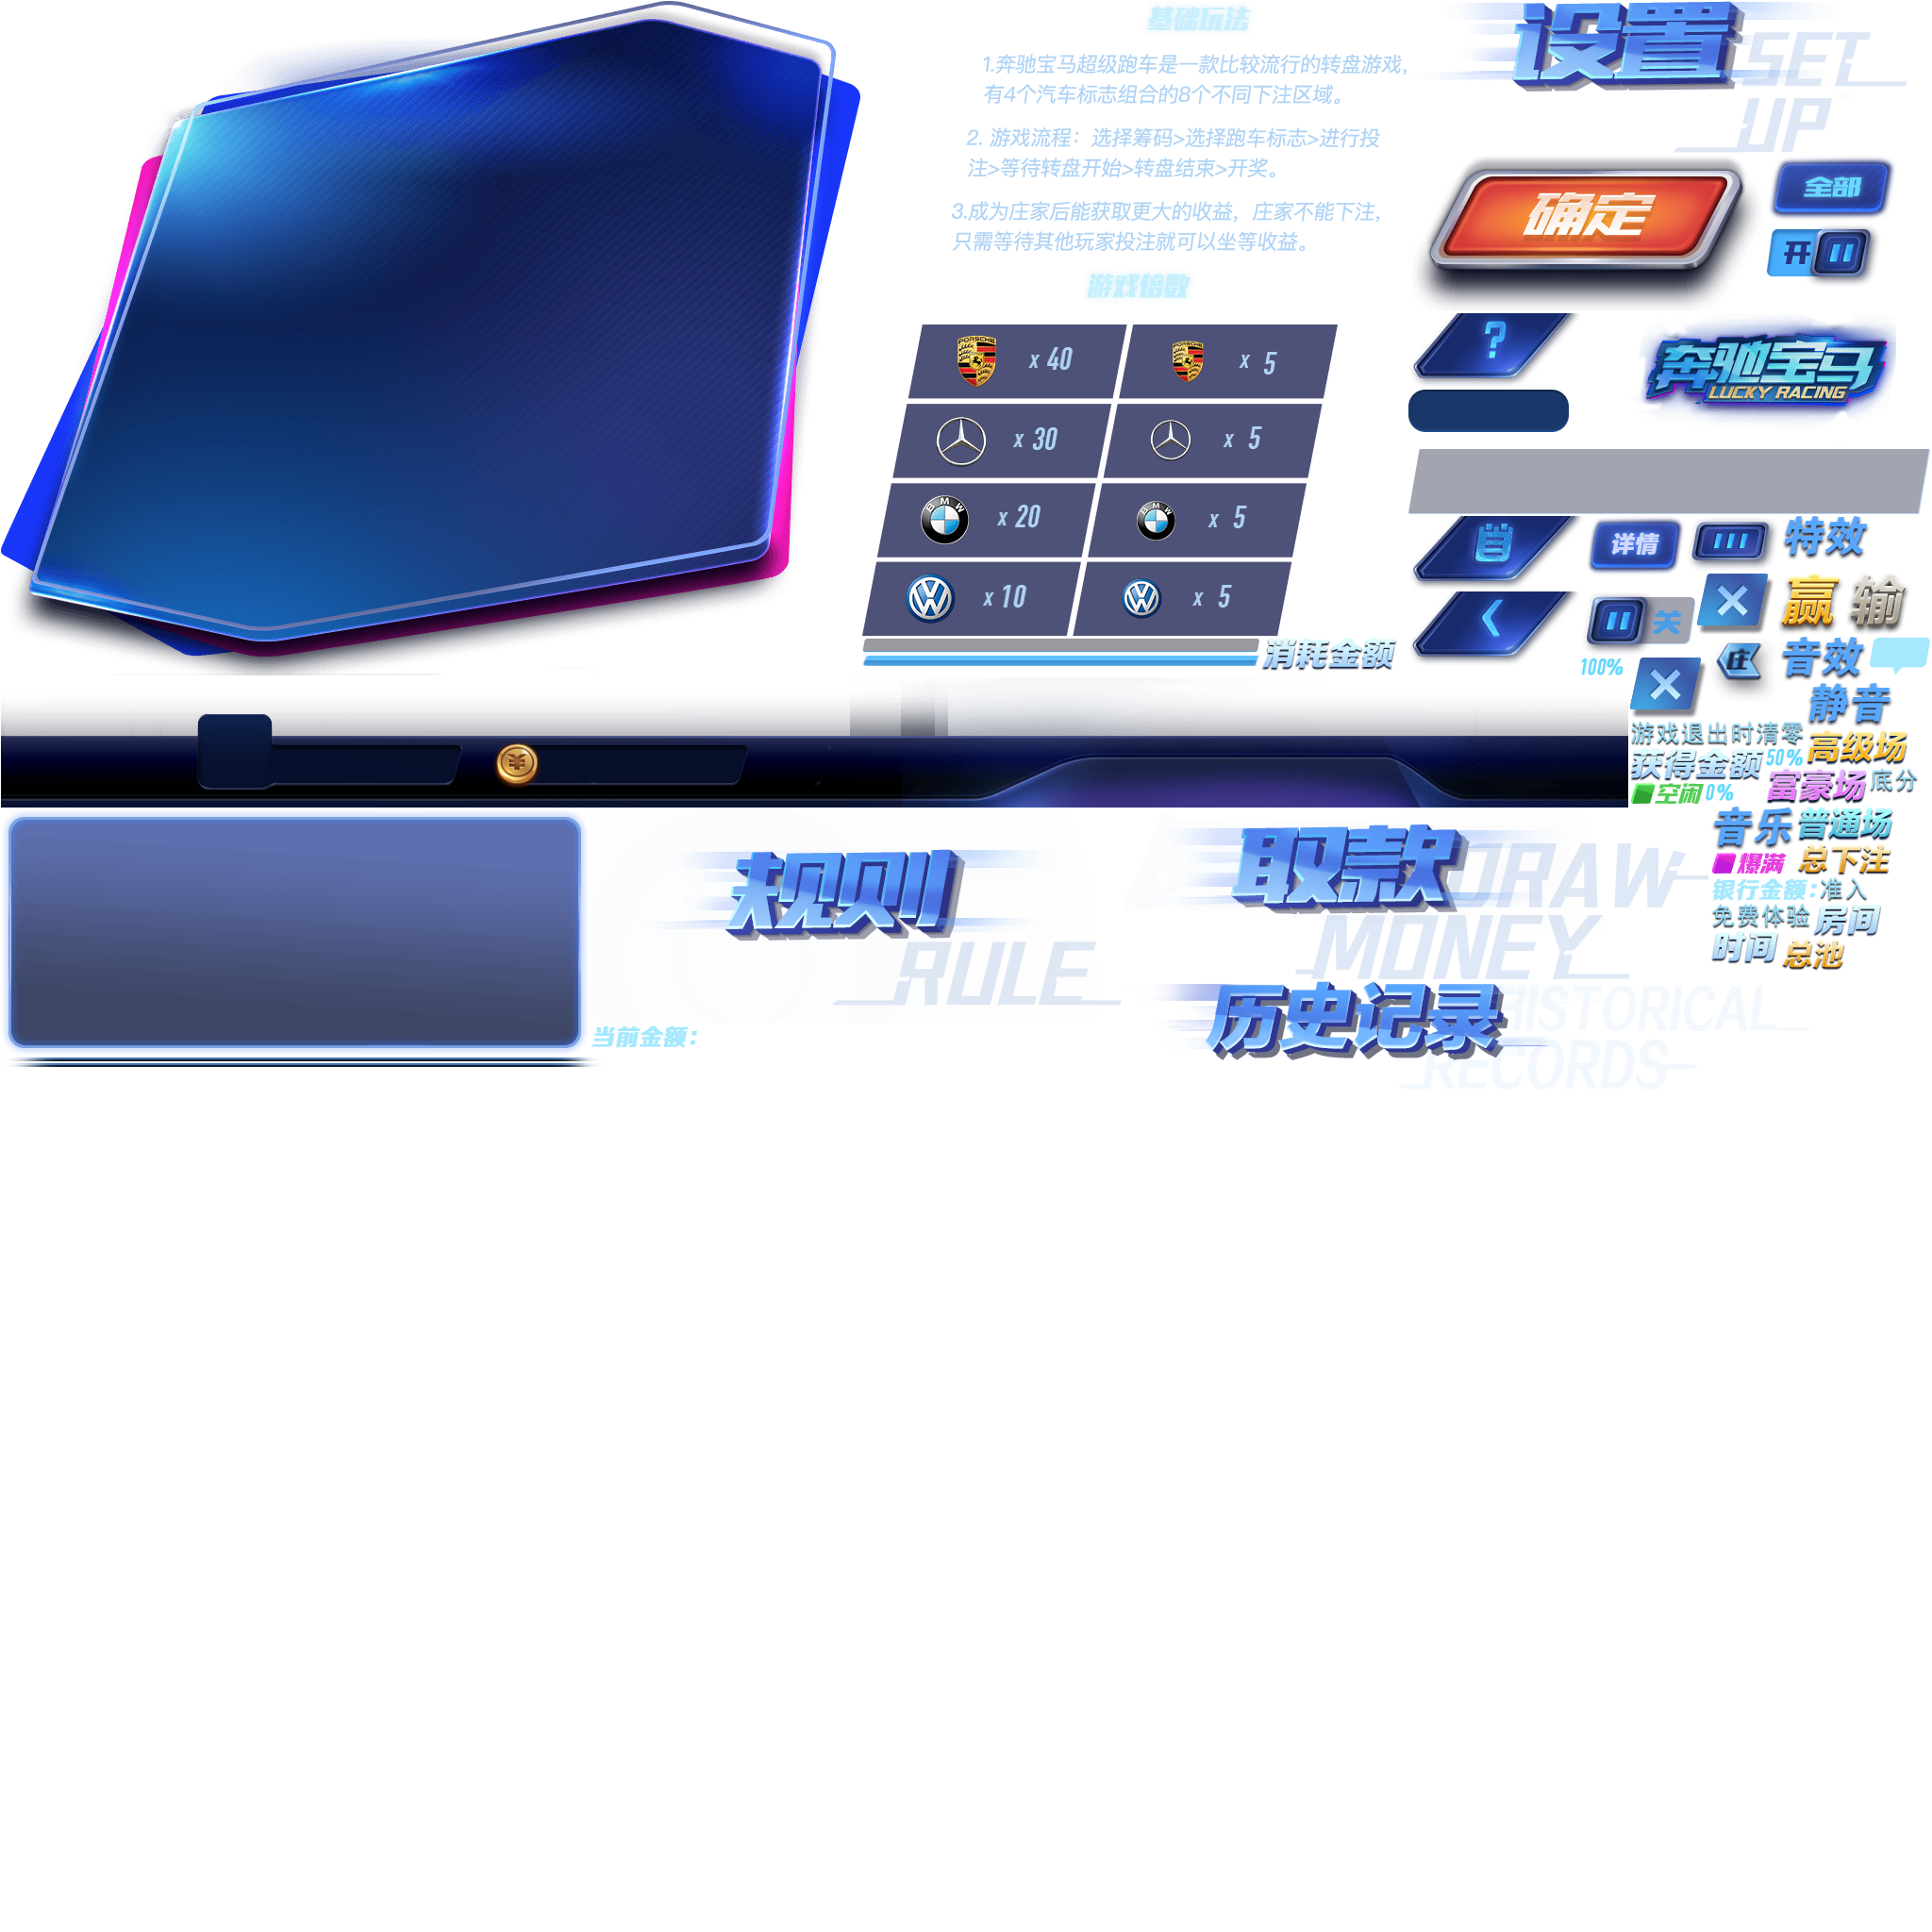 基础玩法
1.奔驰宝马超级跑车是一款比较流行的转盘游戏,
有4个汽车标志组合的8个不同下注区域。
2. 游戏流程：选择筹码>选择跑车标志>进行投
注>等待转盘开始>转盘结束>开奖。
3.成为庄家后能获取更大的收益，庄家不能下注,
只需等待其他玩家投注就可以坐等收益。
游戏倍数
PORSCHE x 40
PORSCHE x 5
x 30
x 5
BMW x 20
BMW x 5
x 10
x 5
消耗金额
设置
SET
UP
确定
全部
开
?
奔驰宝马
LUCKY RACING
详情
特效
关
赢
输
100%
庄
音效
静音
游戏退出时清零
高级场
获得金额
50%
富豪场
底分
空闲
0%
音乐
普通场
爆满
总下注
银行金额:
准入
免费体验
房间
时间
总池
¥
规则
RULE
当前金额：
取款
DRAW
MONEY
历史记录
HISTORICAL
RECORDS